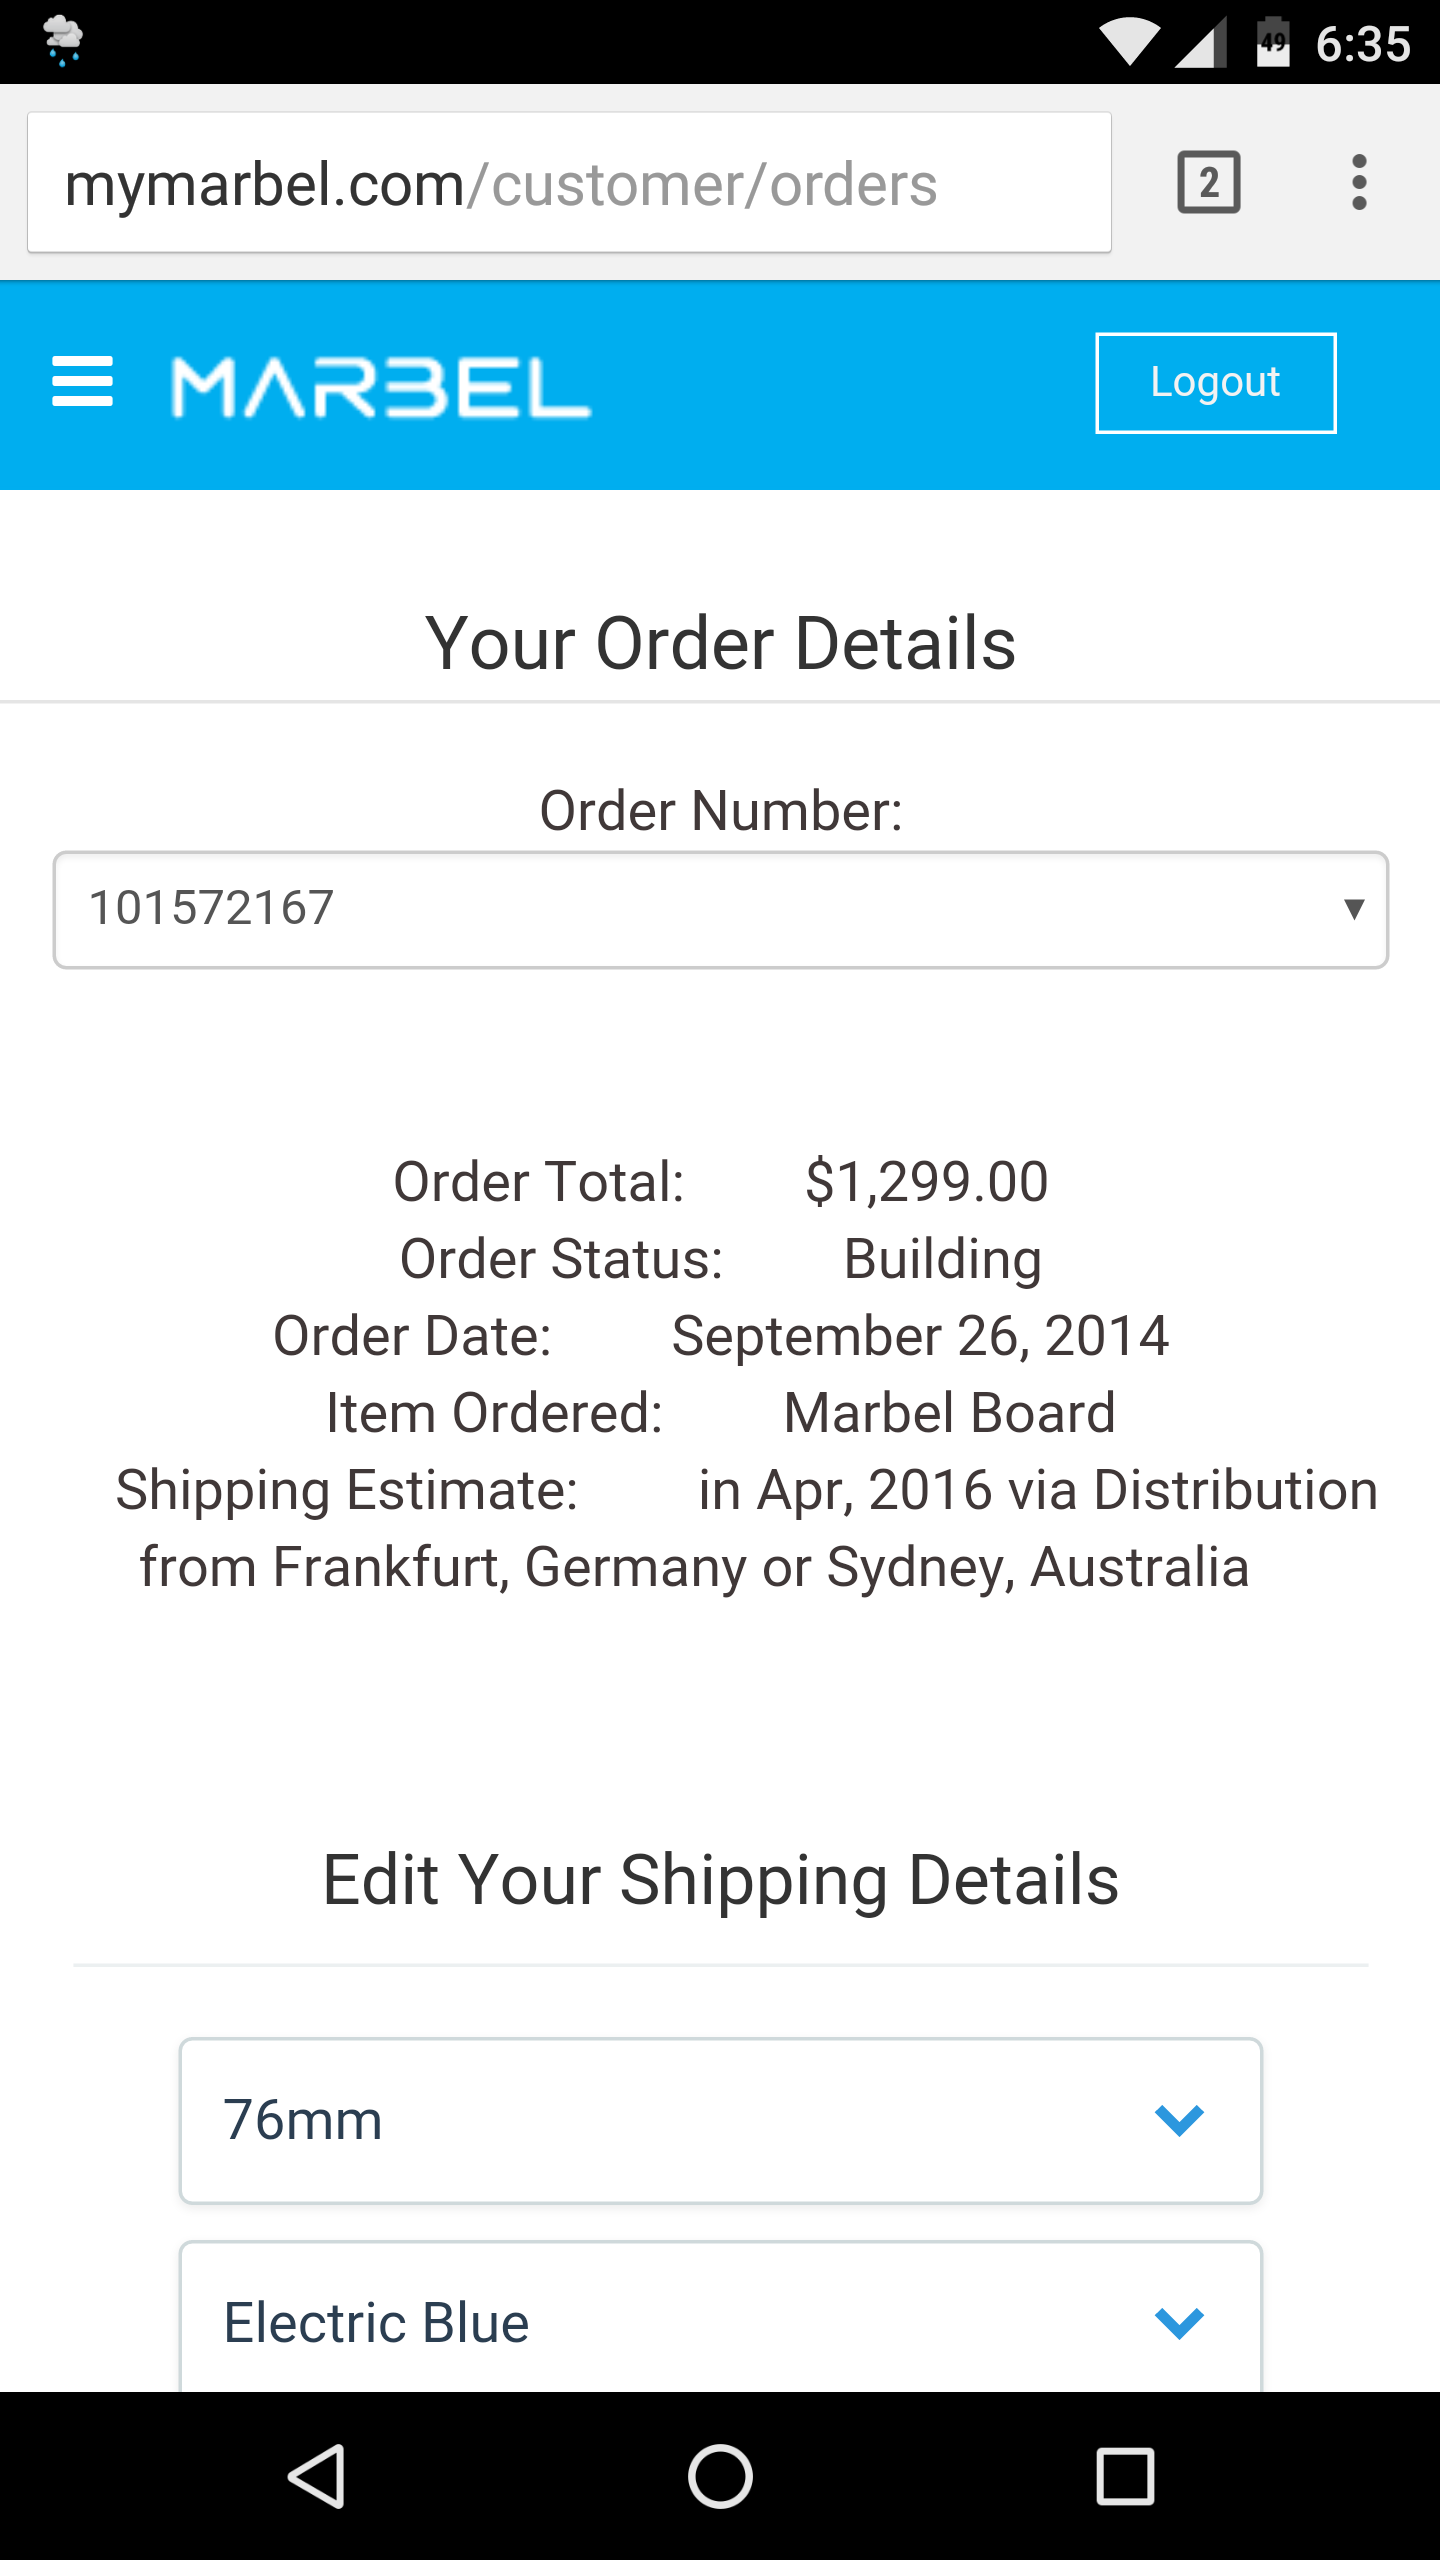 49 6:35
mymarbel.com/customer/orders
2
MARBEL
Logout
Your Order Details
Order Number:
101572167
Order Total: $1,299.00
Order Status: Building
Order Date: September 26, 2014
Item Ordered: Marbel Board
Shipping Estimate: in Apr, 2016 via Distribution
from Frankfurt, Germany or Sydney, Australia
Edit Your Shipping Details
76mm
Electric Blue